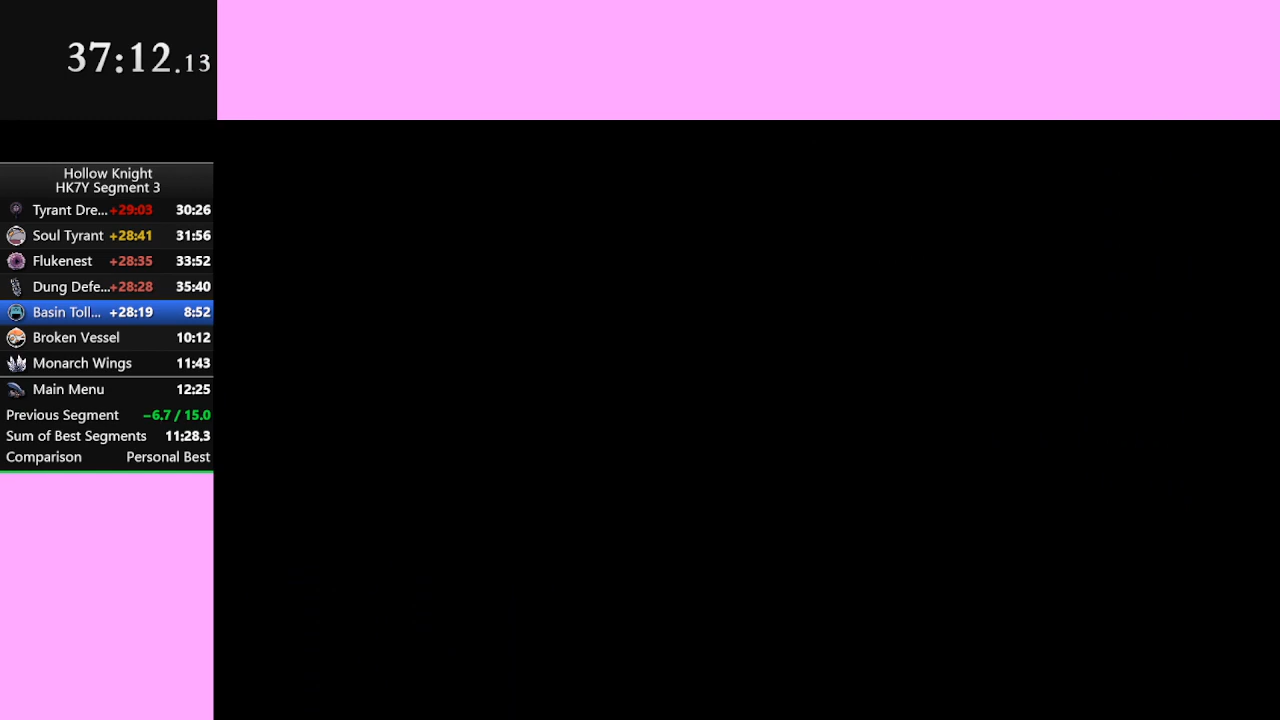 37:12.13
Hollow Knight
HK7Y Segment 3
Tyrant Dre... +29:03 30:26
Soul Tyrant +28:41 31:56
Flukenest +28:35 33:52
Dung Defe... +28:28 35:40
Basin Toll... +28:19 8:52
Broken Vessel 10:12
Monarch Wings 11:43
Main Menu 12:25
Previous Segment −6.7 / 15.0
Sum of Best Segments 11:28.3
Comparison Personal Best